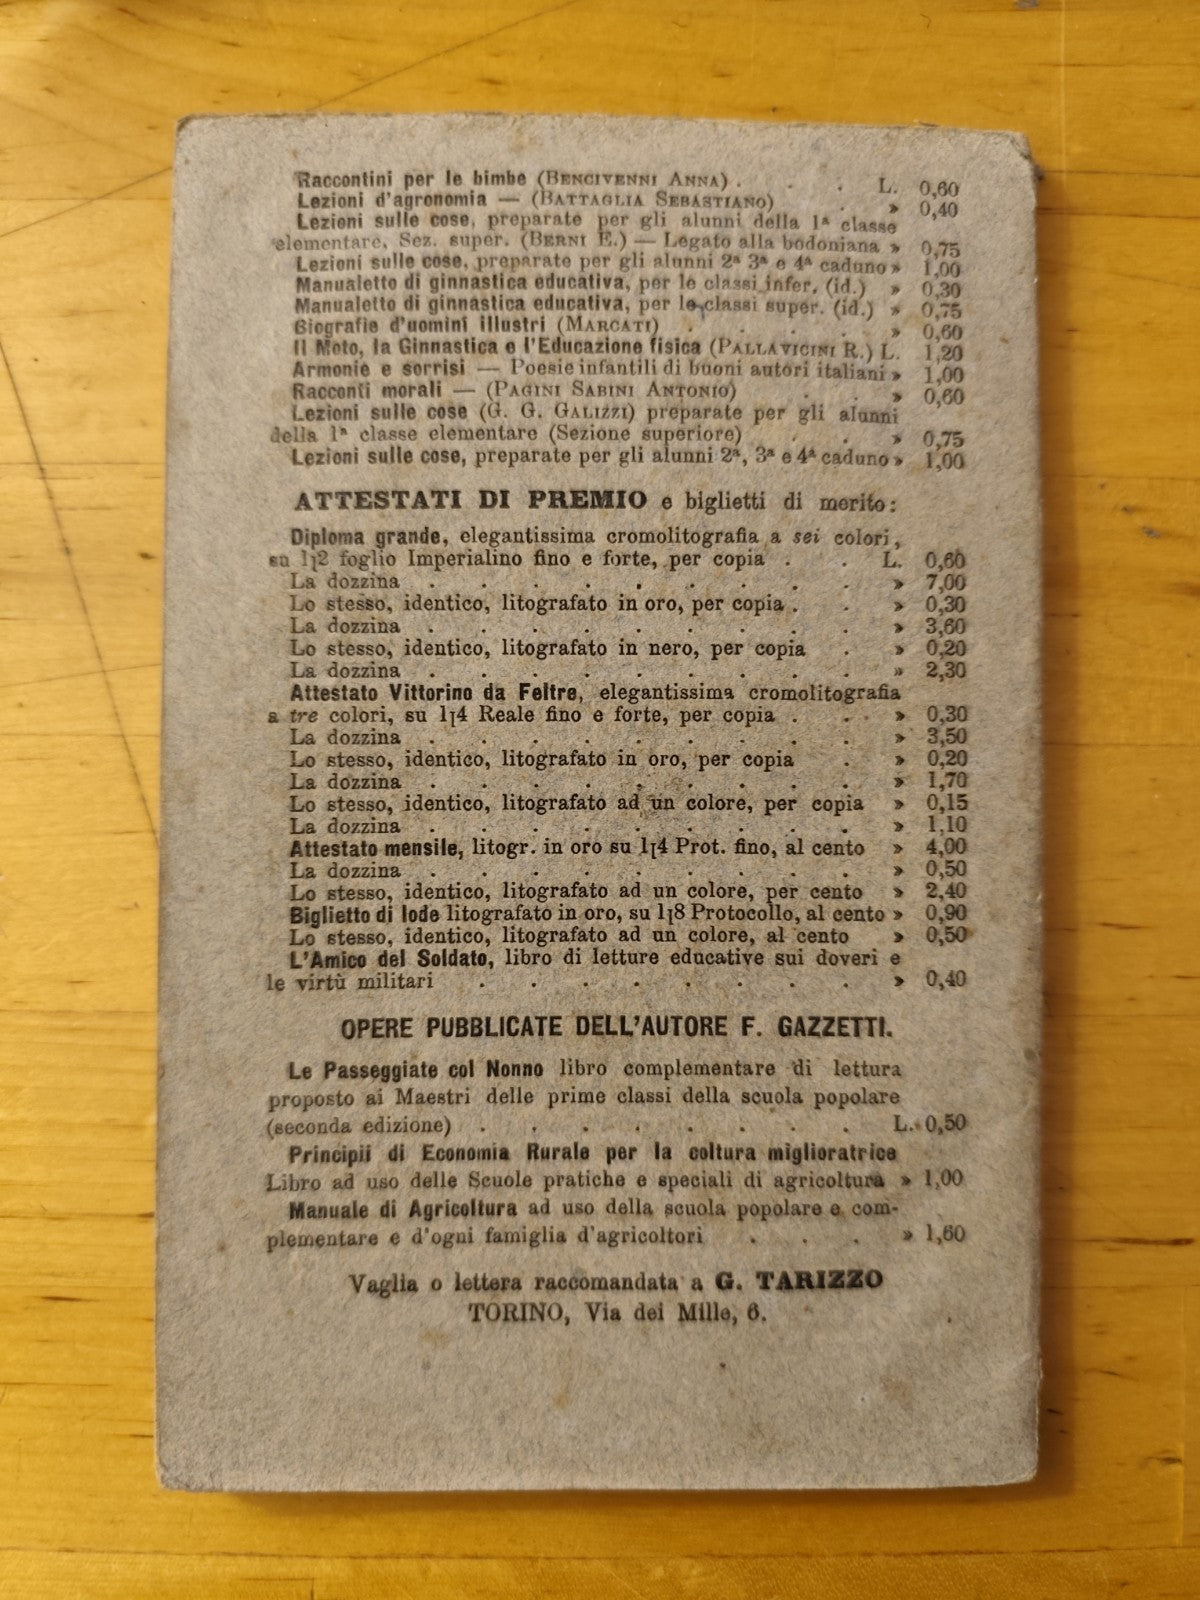 Raccontini per le bimbe (BENCIVENNI ANNA) . . . L. 0,60
Lezioni d'agronomia — (BATTAGLIA SEBASTIANO) . » 0,40
Lezioni sulle cose, preparate per gli alunni della 1ª classe
elementare, Sez. super. (BERNI E.) — Legato alla bodoniana » 0,75
Lezioni sulle cose, preparate per gli alunni 2ª 3ª e 4ª caduno » 1,00
Manualetto di ginnastica educativa, per le classi infer. (id.) » 0,30
Manualetto di ginnastica educativa, per le classi super. (id.) » 0,75
Biografie d'uomini illustri (MARCATI) . . . . » 0,60
Il Moto, la Ginnastica e l'Educazione fisica (PALLAVICINI R.) L. 1,20
Armonie e sorrisi — Poesie infantili di buoni autori italiani » 1,00
Racconti morali — (PAGINI SABINI ANTONIO) . . » 0,60
Lezioni sulle cose (G. G. GALIZZI) preparate per gli alunni
della 1ª classe elementare (Sezione superiore) . . » 0,75
Lezioni sulle cose, preparate per gli alunni 2ª, 3ª e 4ª caduno » 1,00
ATTESTATI DI PREMIO e biglietti di merito:
Diploma grande, elegantissima cromolitografia a sei colori,
su 1|2 foglio Imperialino fino e forte, per copia . . L. 0,60
La dozzina . . . . . . . . . » 7,00
Lo stesso, identico, litografato in oro, per copia . . » 0,30
La dozzina . . . . . . . . . » 3,60
Lo stesso, identico, litografato in nero, per copia . » 0,20
La dozzina . . . . . . . . . » 2,30
Attestato Vittorino da Feltre, elegantissima cromolitografia
a tre colori, su 1|4 Reale fino e forte, per copia . . » 0,30
La dozzina . . . . . . . . . » 3,50
Lo stesso, identico, litografato in oro, per copia . » 0,20
La dozzina . . . . . . . . . » 1,70
Lo stesso, identico, litografato ad un colore, per copia » 0,15
La dozzina . . . . . . . . . » 1,10
Attestato mensile, litogr. in oro su 1|4 Prot. fino, al cento » 4,00
La dozzina . . . . . . . . . » 0,50
Lo stesso, identico, litografato ad un colore, per cento » 2,40
Biglietto di lode litografato in oro, su 1|8 Protocollo, al cento » 0,90
Lo stesso, identico, litografato ad un colore, al cento » 0,50
L'Amico del Soldato, libro di letture educative sui doveri e
le virtù militari . . . . . . . . » 0,40
OPERE PUBBLICATE DELL'AUTORE F. GAZZETTI.
Le Passeggiate col Nonno libro complementare di lettura
proposto ai Maestri delle prime classi della scuola popolare
(seconda edizione) . . . . . . . . L. 0,50
Principii di Economia Rurale per la coltura miglioratrice
Libro ad uso delle Scuole pratiche e speciali di agricoltura » 1,00
Manuale di Agricoltura ad uso della scuola popolare e com-
plementare e d'ogni famiglia d'agricoltori . . . » 1,60
Vaglia o lettera raccomandata a G. TARIZZO
TORINO, Via dei Mille, 6.